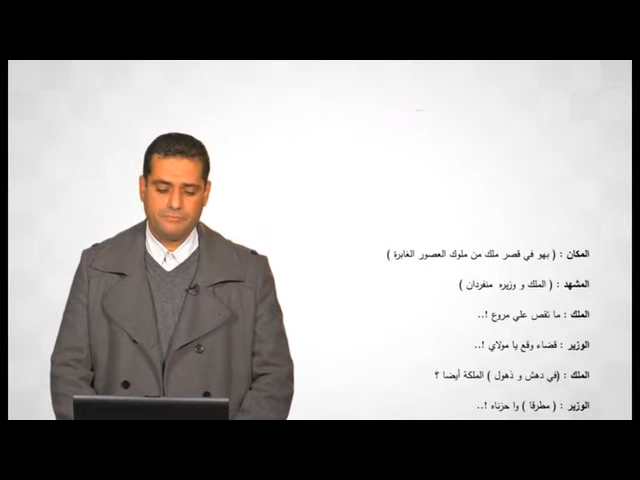 المكان : ( بهو في قصر ملك من ملوك العصور الغابرة )
المشهد : ( الملك و وزيره منفردان )
الملك : ما تقص علي مروع !..
الوزير : قضاء وقع يا مولاي !..
الملك : (في دهش و ذهول ) الملكة أيضا ؟
الوزير : ( مطرقا ) وا حزناه !..